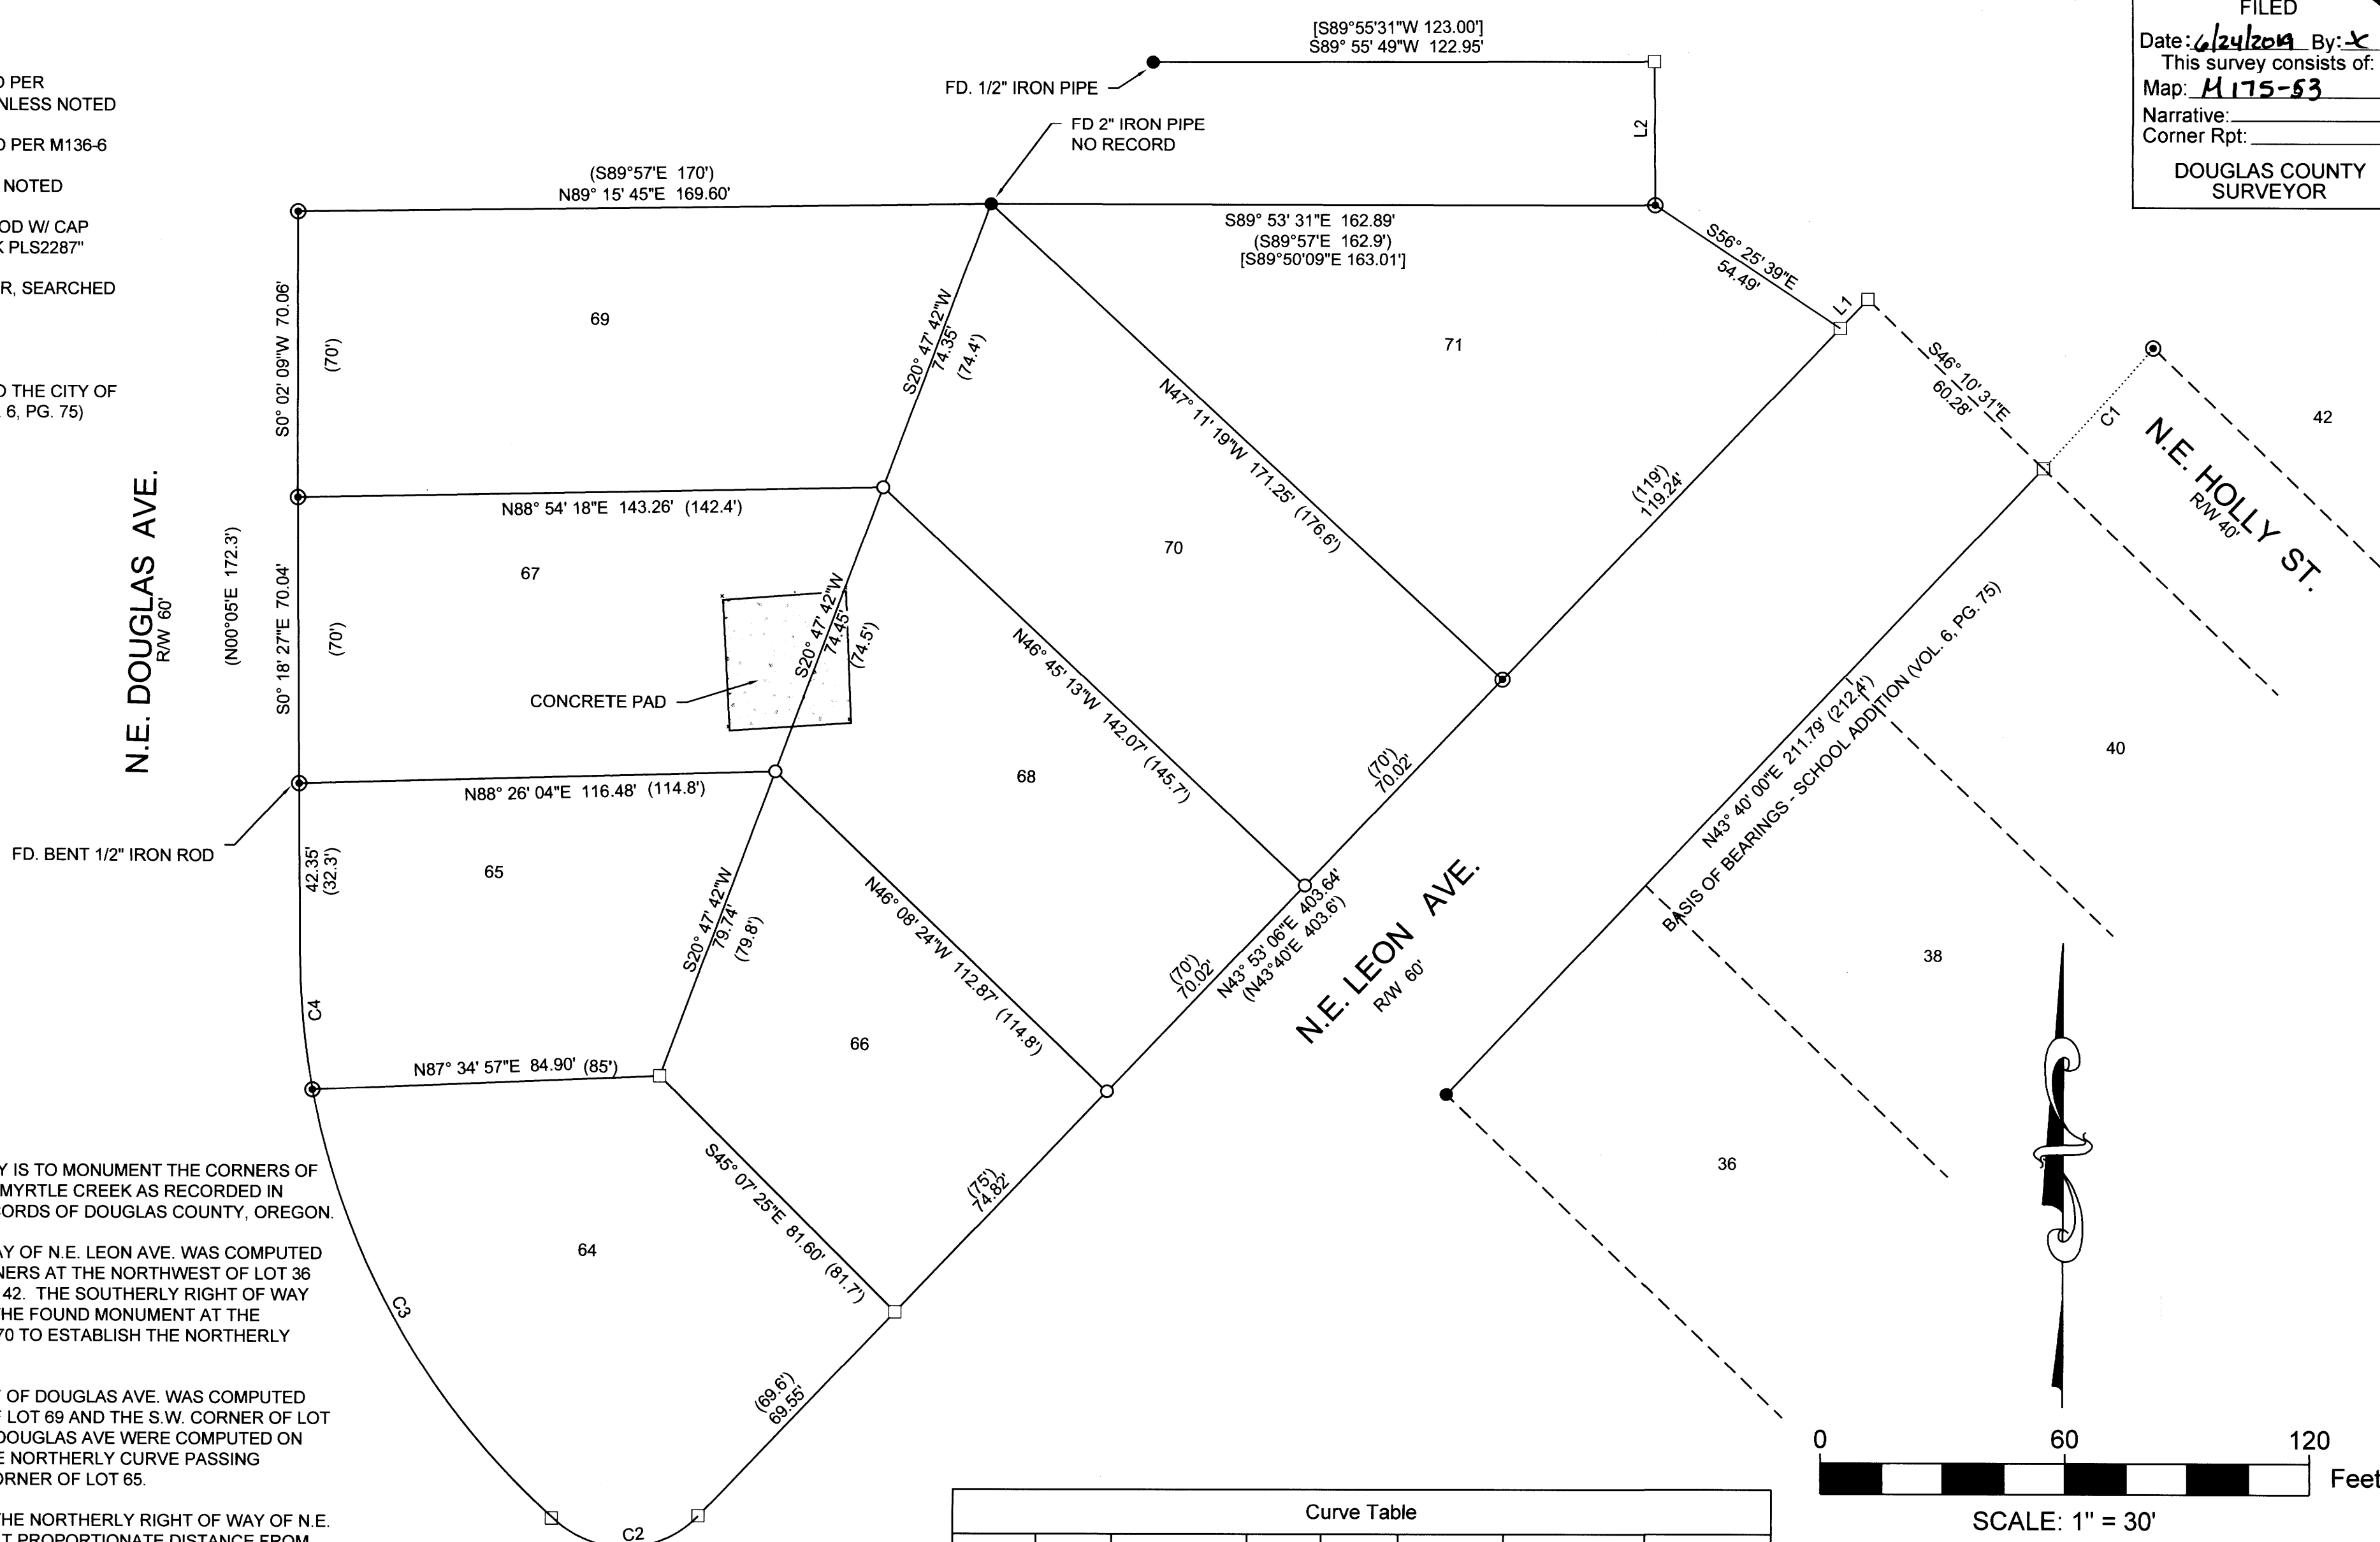 [S89°55'31"W 123.00']
S89° 55' 49"W  122.95'
FD. 1/2" IRON PIPE
FD 2" IRON PIPE
NO RECORD
FILED
Date: 6/24/2019 By:
This survey consists of:
Map: M175-53
Narrative:
Corner Rpt:
DOUGLAS COUNTY
SURVEYOR
PER
NLESS NOTED
PER M136-6
NOTED
OD W/ CAP
PLS2287"
R, SEARCHED
THE CITY OF
6, PG. 75)
(S89°57'E  170')
N89° 15' 45"E  169.60'
S89° 53' 31"E  162.89'
(S89°57'E  162.9')
[S89°50'09"E 163.01']
L2
S56° 25' 39"E
54.49'
L1
S46° 10' 31"E
60.28'
C1
42
N.E. HOLLY ST.
R/W 40'
S0° 02' 09"W  70.06'
(70')
69
S20° 47' 42"W
74.35'
(74.4')
71
N47° 11' 19"W  171.25'  (176.6')
(119')
119.24'
N88° 54' 18"E  143.26'  (142.4')
N.E. DOUGLAS  AVE.
R/W  60'
(N00°05'E  172.3')
S0° 18' 27"E  70.04'
(70')
67
70
S20° 47' 42"W
74.45'
(74.5')
CONCRETE PAD
N46° 45' 13"W  142.07'  (145.7')
(70')
70.02'
N43° 40' 00"E  211.79'  (212.4')
BASIS OF BEARINGS - SCHOOL ADDITION (VOL. 6, PG. 75)
40
N88° 26' 04"E  116.48'  (114.8')
68
FD. BENT 1/2" IRON ROD
42.35'
(32.3')
65
S20° 47' 42"W
79.74'
(79.8')
N46° 08' 24"W  112.87'  (114.8')
(70')
70.02'
N43° 53' 06"E  403.64'
(N43°40'E  403.6')
N.E. LEON  AVE.
R/W  60'
38
C4
N87° 34' 57"E  84.90' (85')
66
36
S45° 07' 25"E  81.60'  (81.7')
(75')
74.82'
Y IS TO MONUMENT THE CORNERS OF
MYRTLE CREEK AS RECORDED IN
CORDS OF DOUGLAS COUNTY, OREGON.
AY OF N.E. LEON AVE. WAS COMPUTED
NERS AT THE NORTHWEST OF LOT 36
42.  THE SOUTHERLY RIGHT OF WAY
THE FOUND MONUMENT AT THE
70 TO ESTABLISH THE NORTHERLY
OF DOUGLAS AVE. WAS COMPUTED
F LOT 69 AND THE S.W. CORNER OF LOT
DOUGLAS AVE WERE COMPUTED ON
E NORTHERLY CURVE PASSING
ORNER OF LOT 65.
THE NORTHERLY RIGHT OF WAY OF N.E.
T PROPORTIONATE DISTANCE FROM
64
C3
(69.6')
69.55'
C2
Curve Table
0 60 120
Feet
SCALE: 1" = 30'